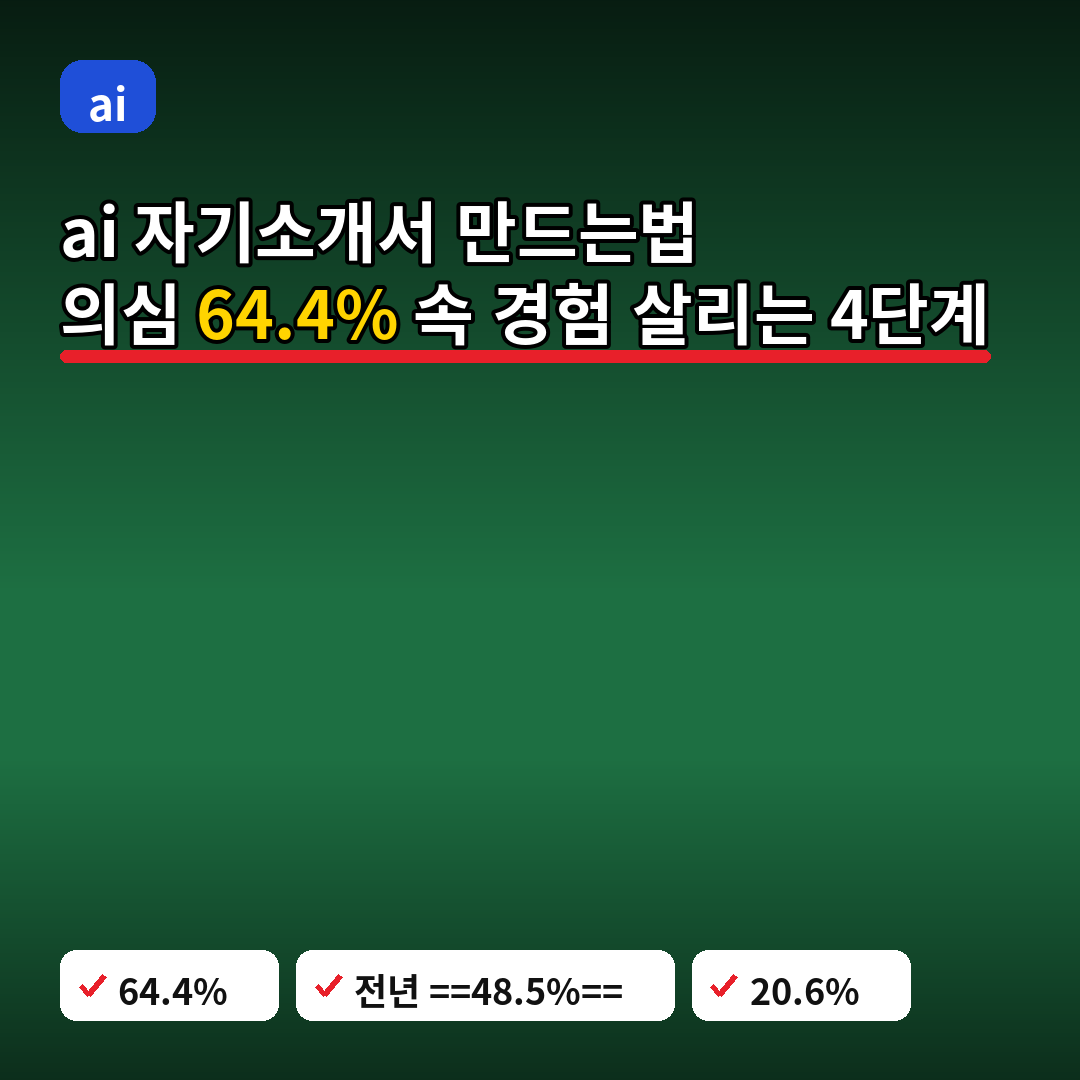 ai
ai 자기소개서 만드는법
의심 64.4% 속 경험 살리는 4단계
64.4%
전년 ==48.5%==
20.6%